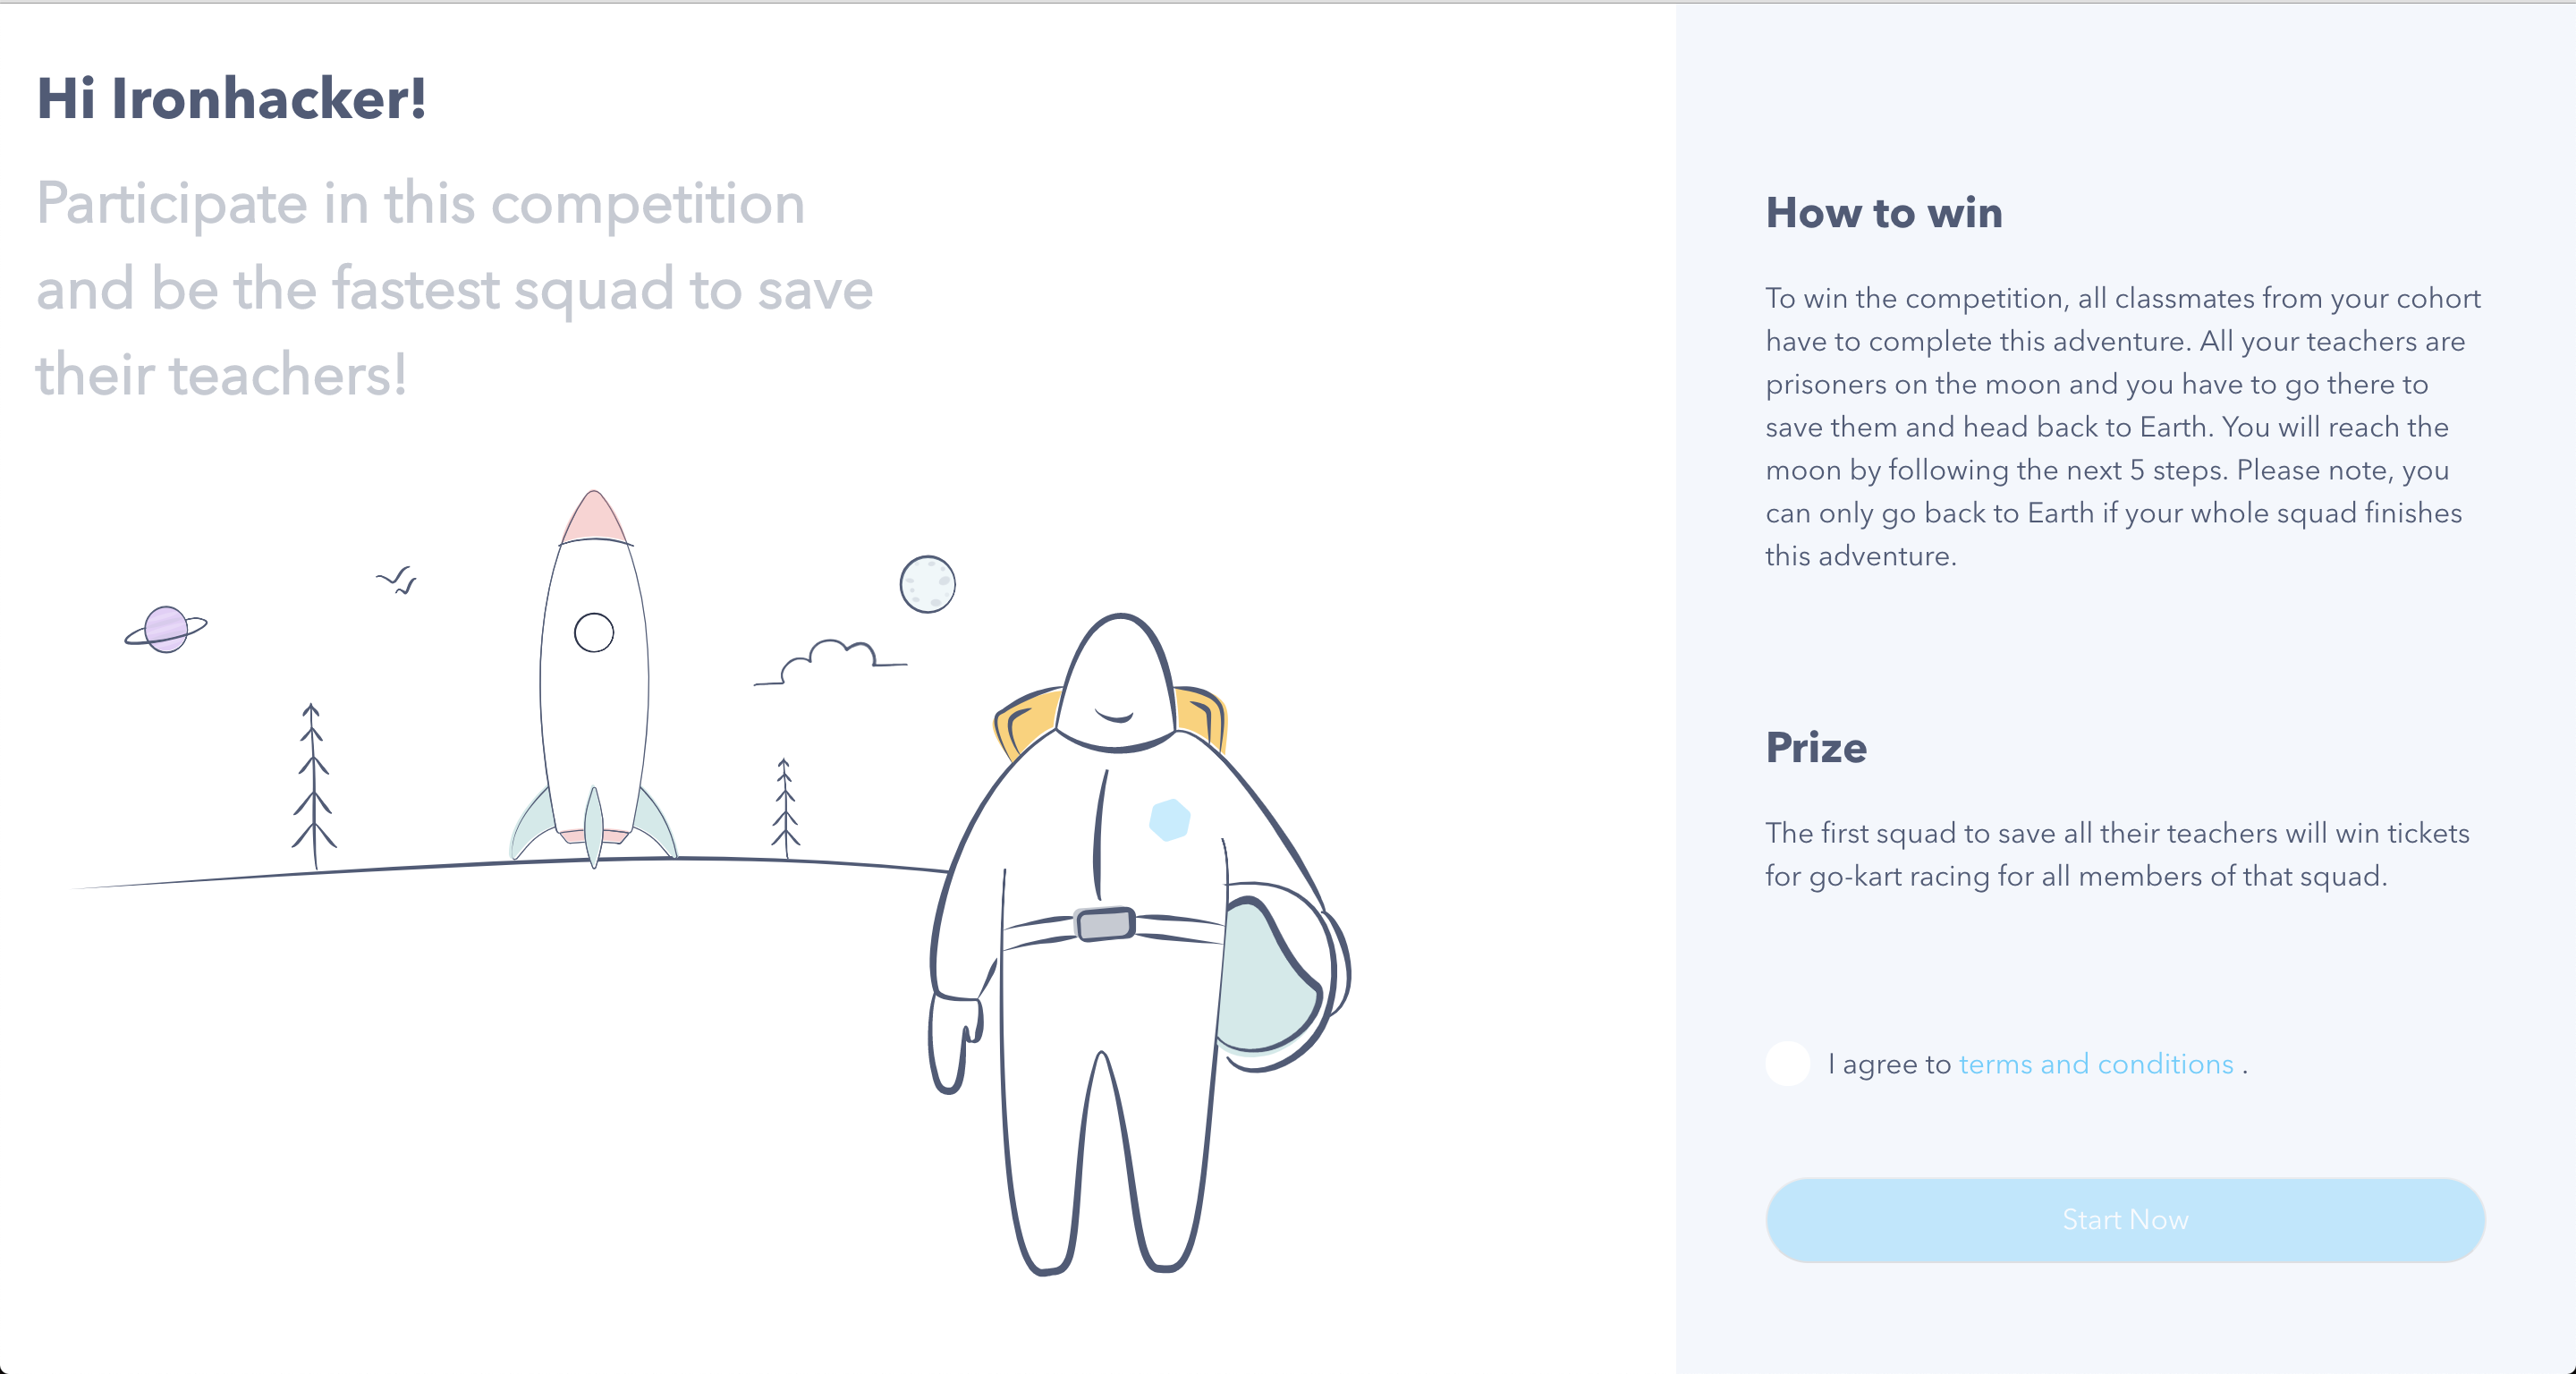 Hi Ironhacker!
Participate in this competition
and be the fastest squad to save
their teachers!
How to win
To win the competition, all classmates from your cohort
have to complete this adventure. All your teachers are
prisoners on the moon and you have to go there to
save them and head back to Earth. You will reach the
moon by following the next 5 steps. Please note, you
can only go back to Earth if your whole squad finishes
this adventure.
Prize
The first squad to save all their teachers will win tickets
for go-kart racing for all members of that squad.
I agree to terms and conditions .
Start Now